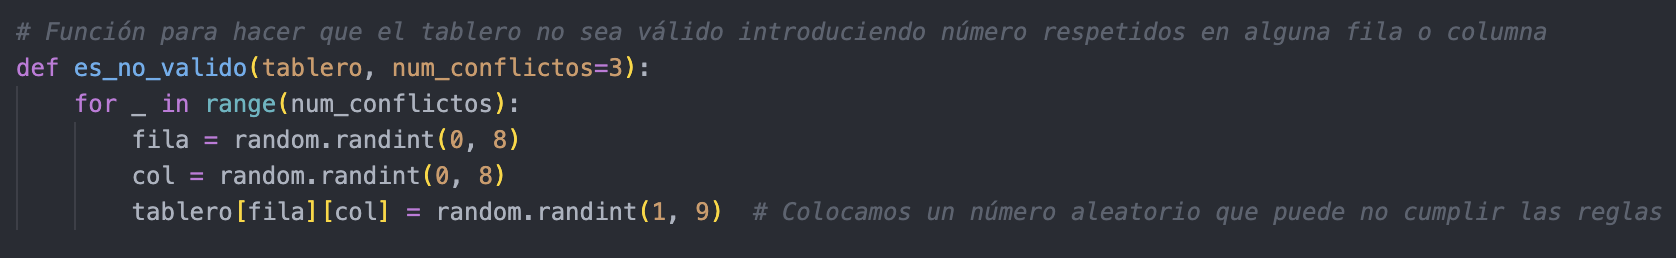 # Función para hacer que el tablero no sea válido introduciendo número respetidos en alguna fila o columna
def es_no_valido(tablero, num_conflictos=3):
    for _ in range(num_conflictos):
        fila = random.randint(0, 8)
        col = random.randint(0, 8)
        tablero[fila][col] = random.randint(1, 9)  # Colocamos un número aleatorio que puede no cumplir las reglas